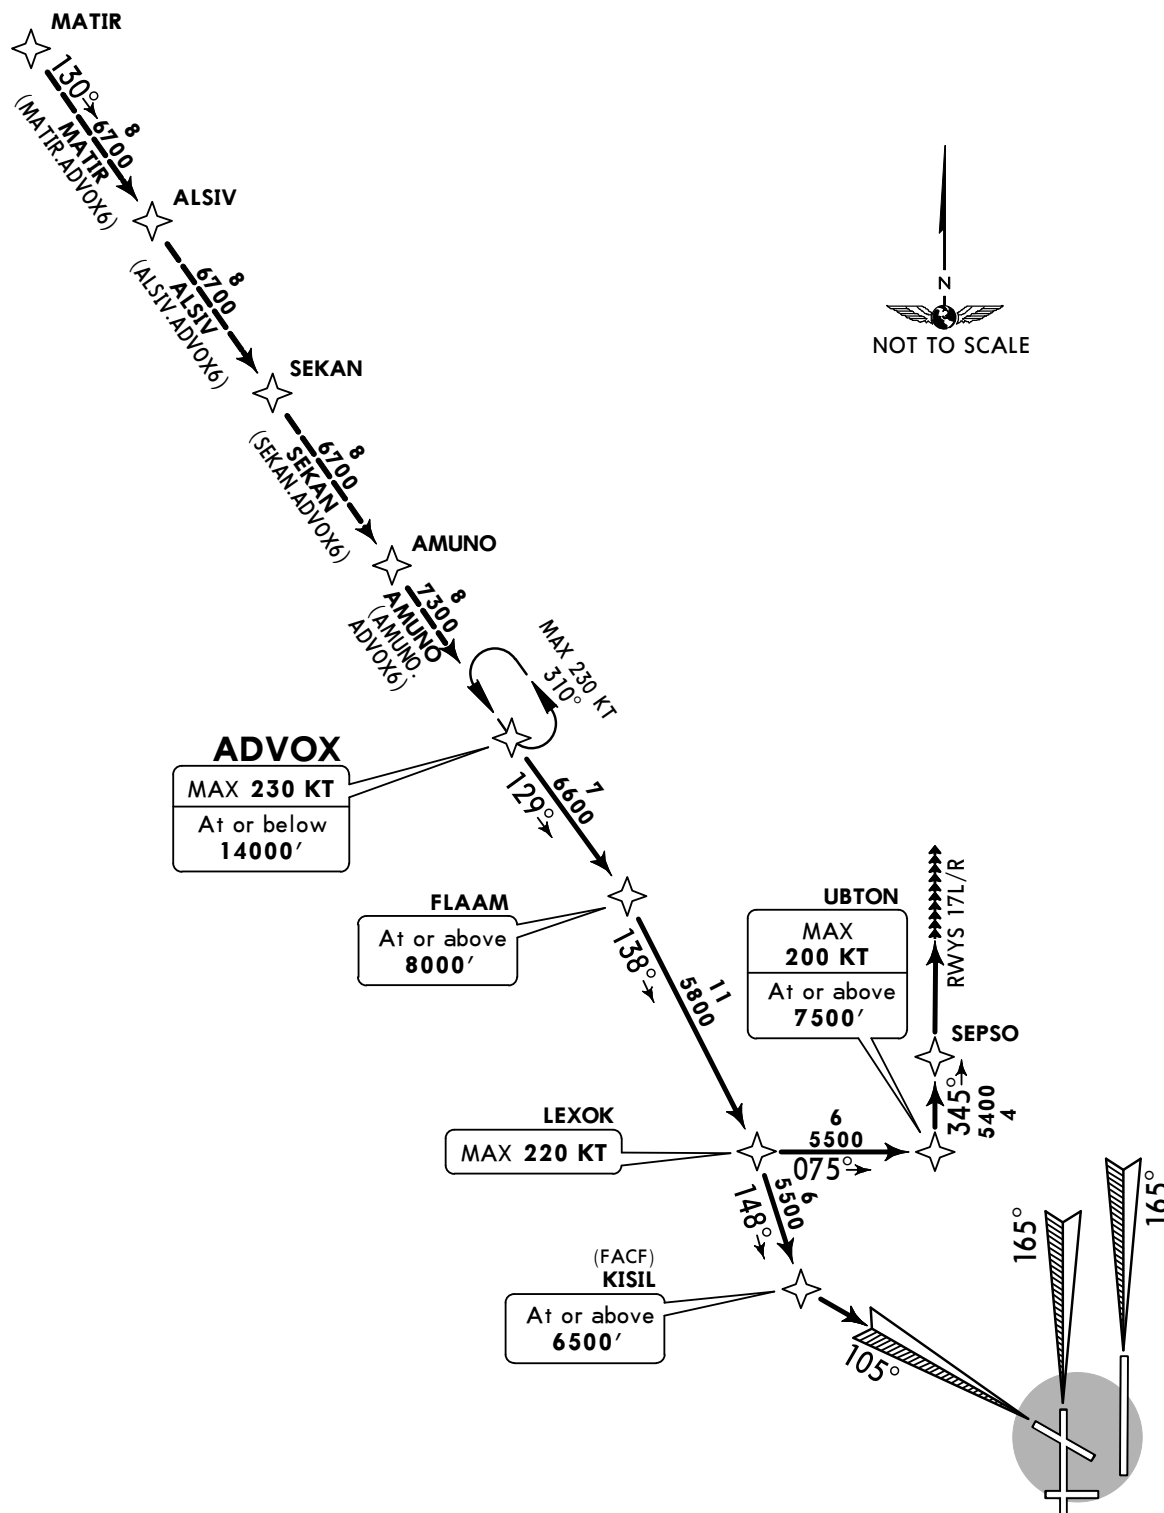 MATIR
130°
8
6700
MATIR
(MATIR.ADVOX6)
ALSIV
8
6700
ALSIV
(ALSIV.ADVOX6)
N
NOT TO SCALE
SEKAN
8
6700
SEKAN
(SEKAN.ADVOX6)
AMUNO
8
7300
AMUNO
(AMUNO.
ADVOX6)
MAX 230 KT
310°
ADVOX
MAX 230 KT
At or below
14000'
129°
7
6600
FLAAM
At or above
8000'
138°
11
5800
UBTON
MAX
200 KT
At or above
7500'
RWYS 17L/R
SEPSO
345°
5400
4
LEXOK
MAX 220 KT
6
5500
075°
6
5500
148°
(FACF)
KISIL
At or above
6500'
105°
165°
165°